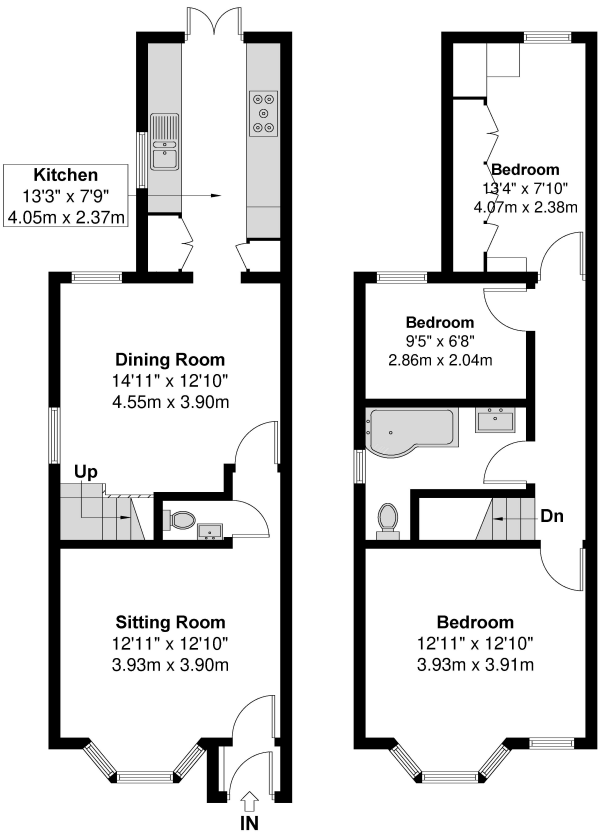 Kitchen
13'3" x 7'9"
4.05m x 2.37m
Dining Room
14'11" x 12'10"
4.55m x 3.90m
Up
Sitting Room
12'11" x 12'10"
3.93m x 3.90m
IN
Bedroom
13'4" x 7'10"
4.07m x 2.38m
Bedroom
9'5" x 6'8"
2.86m x 2.04m
Dn
Bedroom
12'11" x 12'10"
3.93m x 3.91m